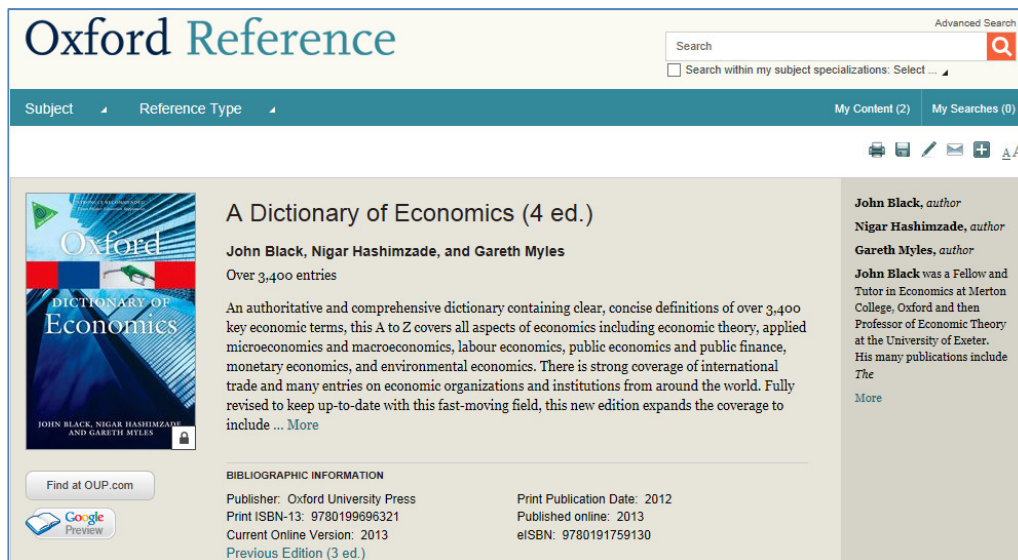 Oxford Reference
Advanced Search
Search
Search within my subject specializations: Select ...
Subject
Reference Type
My Content (2)
My Searches (0)
AA
Oxford
DICTIONARY OF
Economics
JOHN BLACK, NIGAR HASHIMZADE,
AND GARETH MYLES
Find at OUP.com
Google
Preview
A Dictionary of Economics (4 ed.)
John Black, Nigar Hashimzade, and Gareth Myles
Over 3,400 entries
An authoritative and comprehensive dictionary containing clear, concise definitions of over 3,400
key economic terms, this A to Z covers all aspects of economics including economic theory, applied
microeconomics and macroeconomics, labour economics, public economics and public finance,
monetary economics, and environmental economics. There is strong coverage of international
trade and many entries on economic organizations and institutions from around the world. Fully
revised to keep up-to-date with this fast-moving field, this new edition expands the coverage to
include ... More
BIBLIOGRAPHIC INFORMATION
Publisher: Oxford University Press
Print ISBN-13: 9780199696321
Current Online Version: 2013
Previous Edition (3 ed.)
Print Publication Date: 2012
Published online: 2013
eISBN: 9780191759130
John Black, author
Nigar Hashimzade, author
Gareth Myles, author
John Black was a Fellow and
Tutor in Economics at Merton
College, Oxford and then
Professor of Economic Theory
at the University of Exeter.
His many publications include
The
More